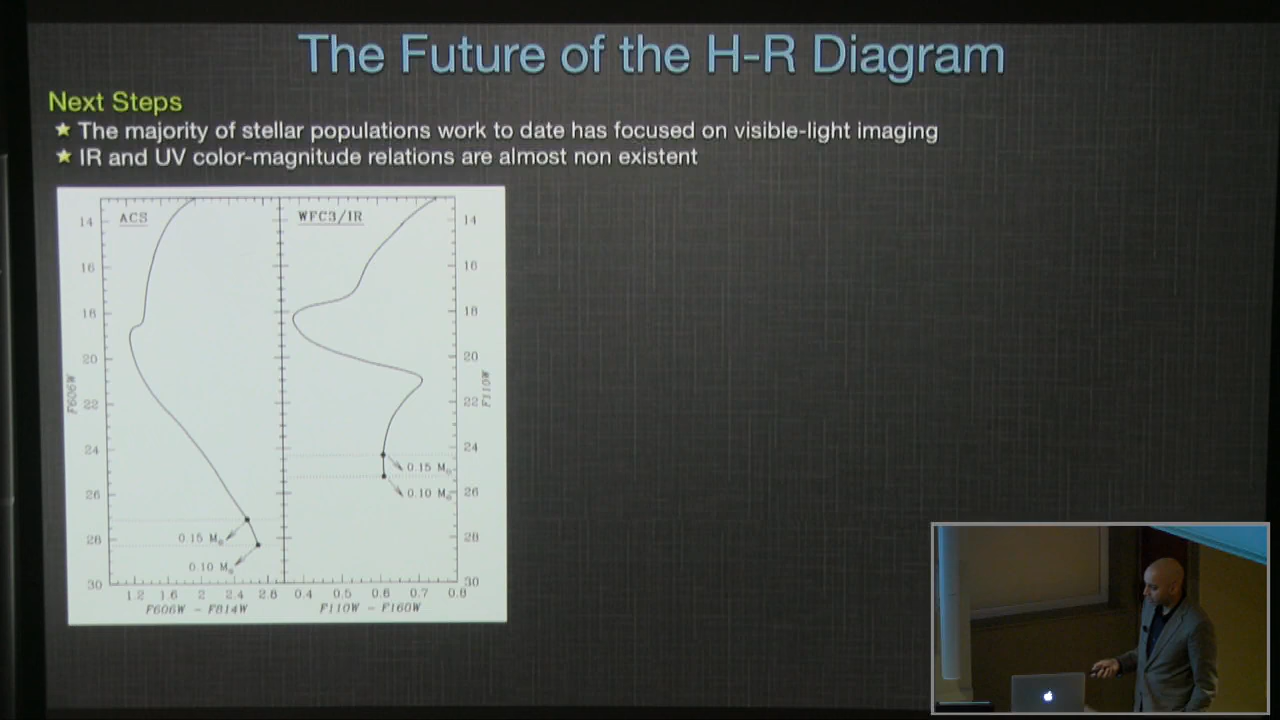 The Future of the H-R Diagram
Next Steps
★ The majority of stellar populations work to date has focused on visible-light imaging
★ IR and UV color-magnitude relations are almost non existent
ACS
WFC3/IR
14
16
18
20
22
24
26
28
30
F606W
14
16
18
20
22
24
26
28
30
F110W
0.15 M⊙
0.10 M⊙
0.15 M⊙
0.10 M⊙
1.2 1.6 2 2.4 2.8
0.4 0.5 0.6 0.7 0.8
F606W − F814W
F110W − F160W